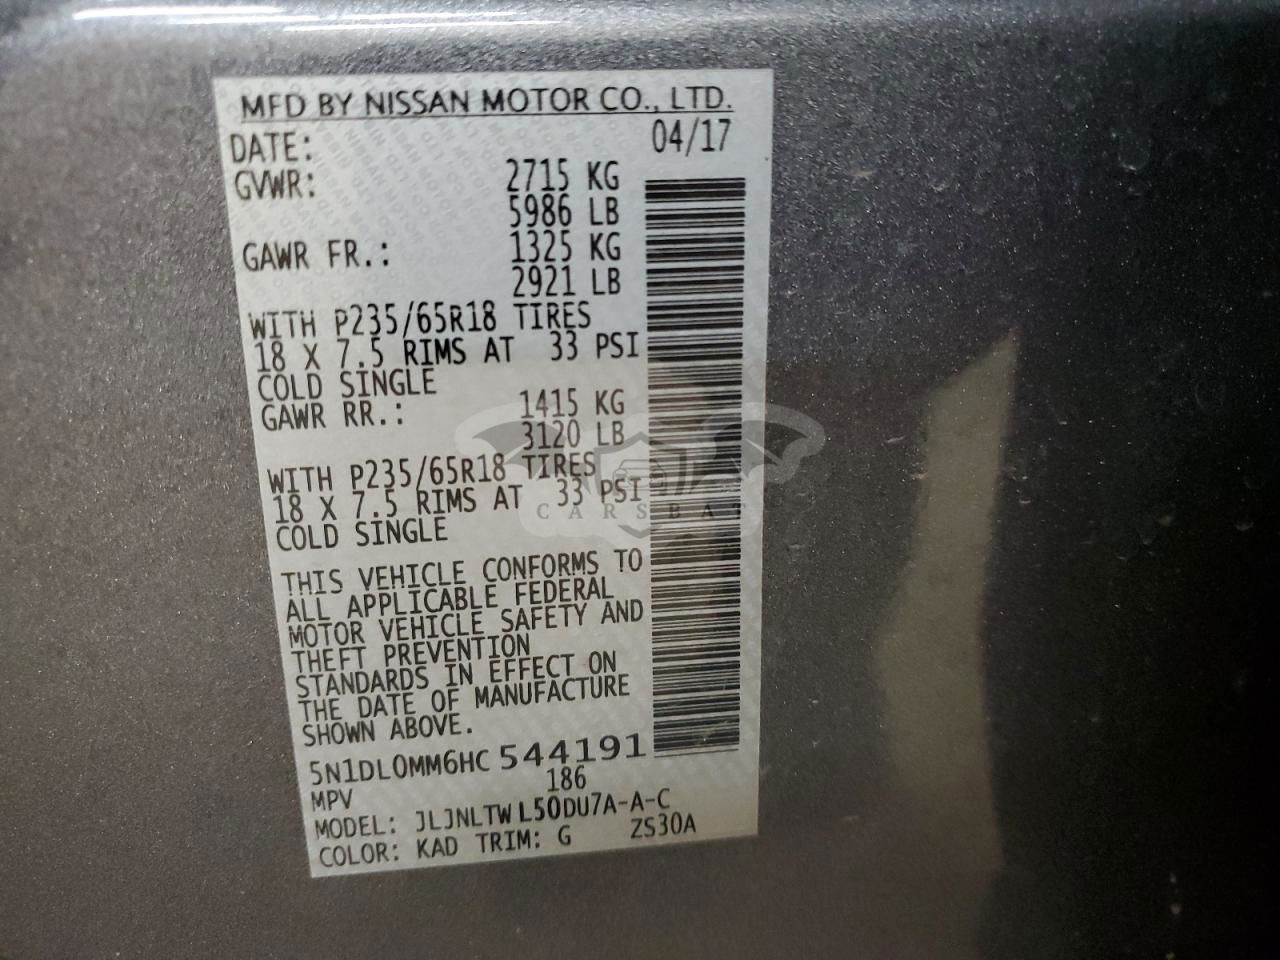 MFD BY NISSAN MOTOR CO., LTD.
DATE: 04/17
GVWR: 2715 KG
5986 LB
GAWR FR.: 1325 KG
2921 LB
WITH P235/65R18 TIRES
18 X 7.5 RIMS AT 33 PSI
COLD SINGLE
GAWR RR.: 1415 KG
3120 LB
WITH P235/65R18 TIRES
18 X 7.5 RIMS AT 33 PSI
COLD SINGLE
CARSBAT
THIS VEHICLE CONFORMS TO
ALL APPLICABLE FEDERAL
MOTOR VEHICLE SAFETY AND
THEFT PREVENTION
STANDARDS IN EFFECT ON
THE DATE OF MANUFACTURE
SHOWN ABOVE.
5N1DL0MM6HC 544191
MPV 186
MODEL: JLJNLTW L50DU7A-A-C
COLOR: KAD TRIM: G ZS30A